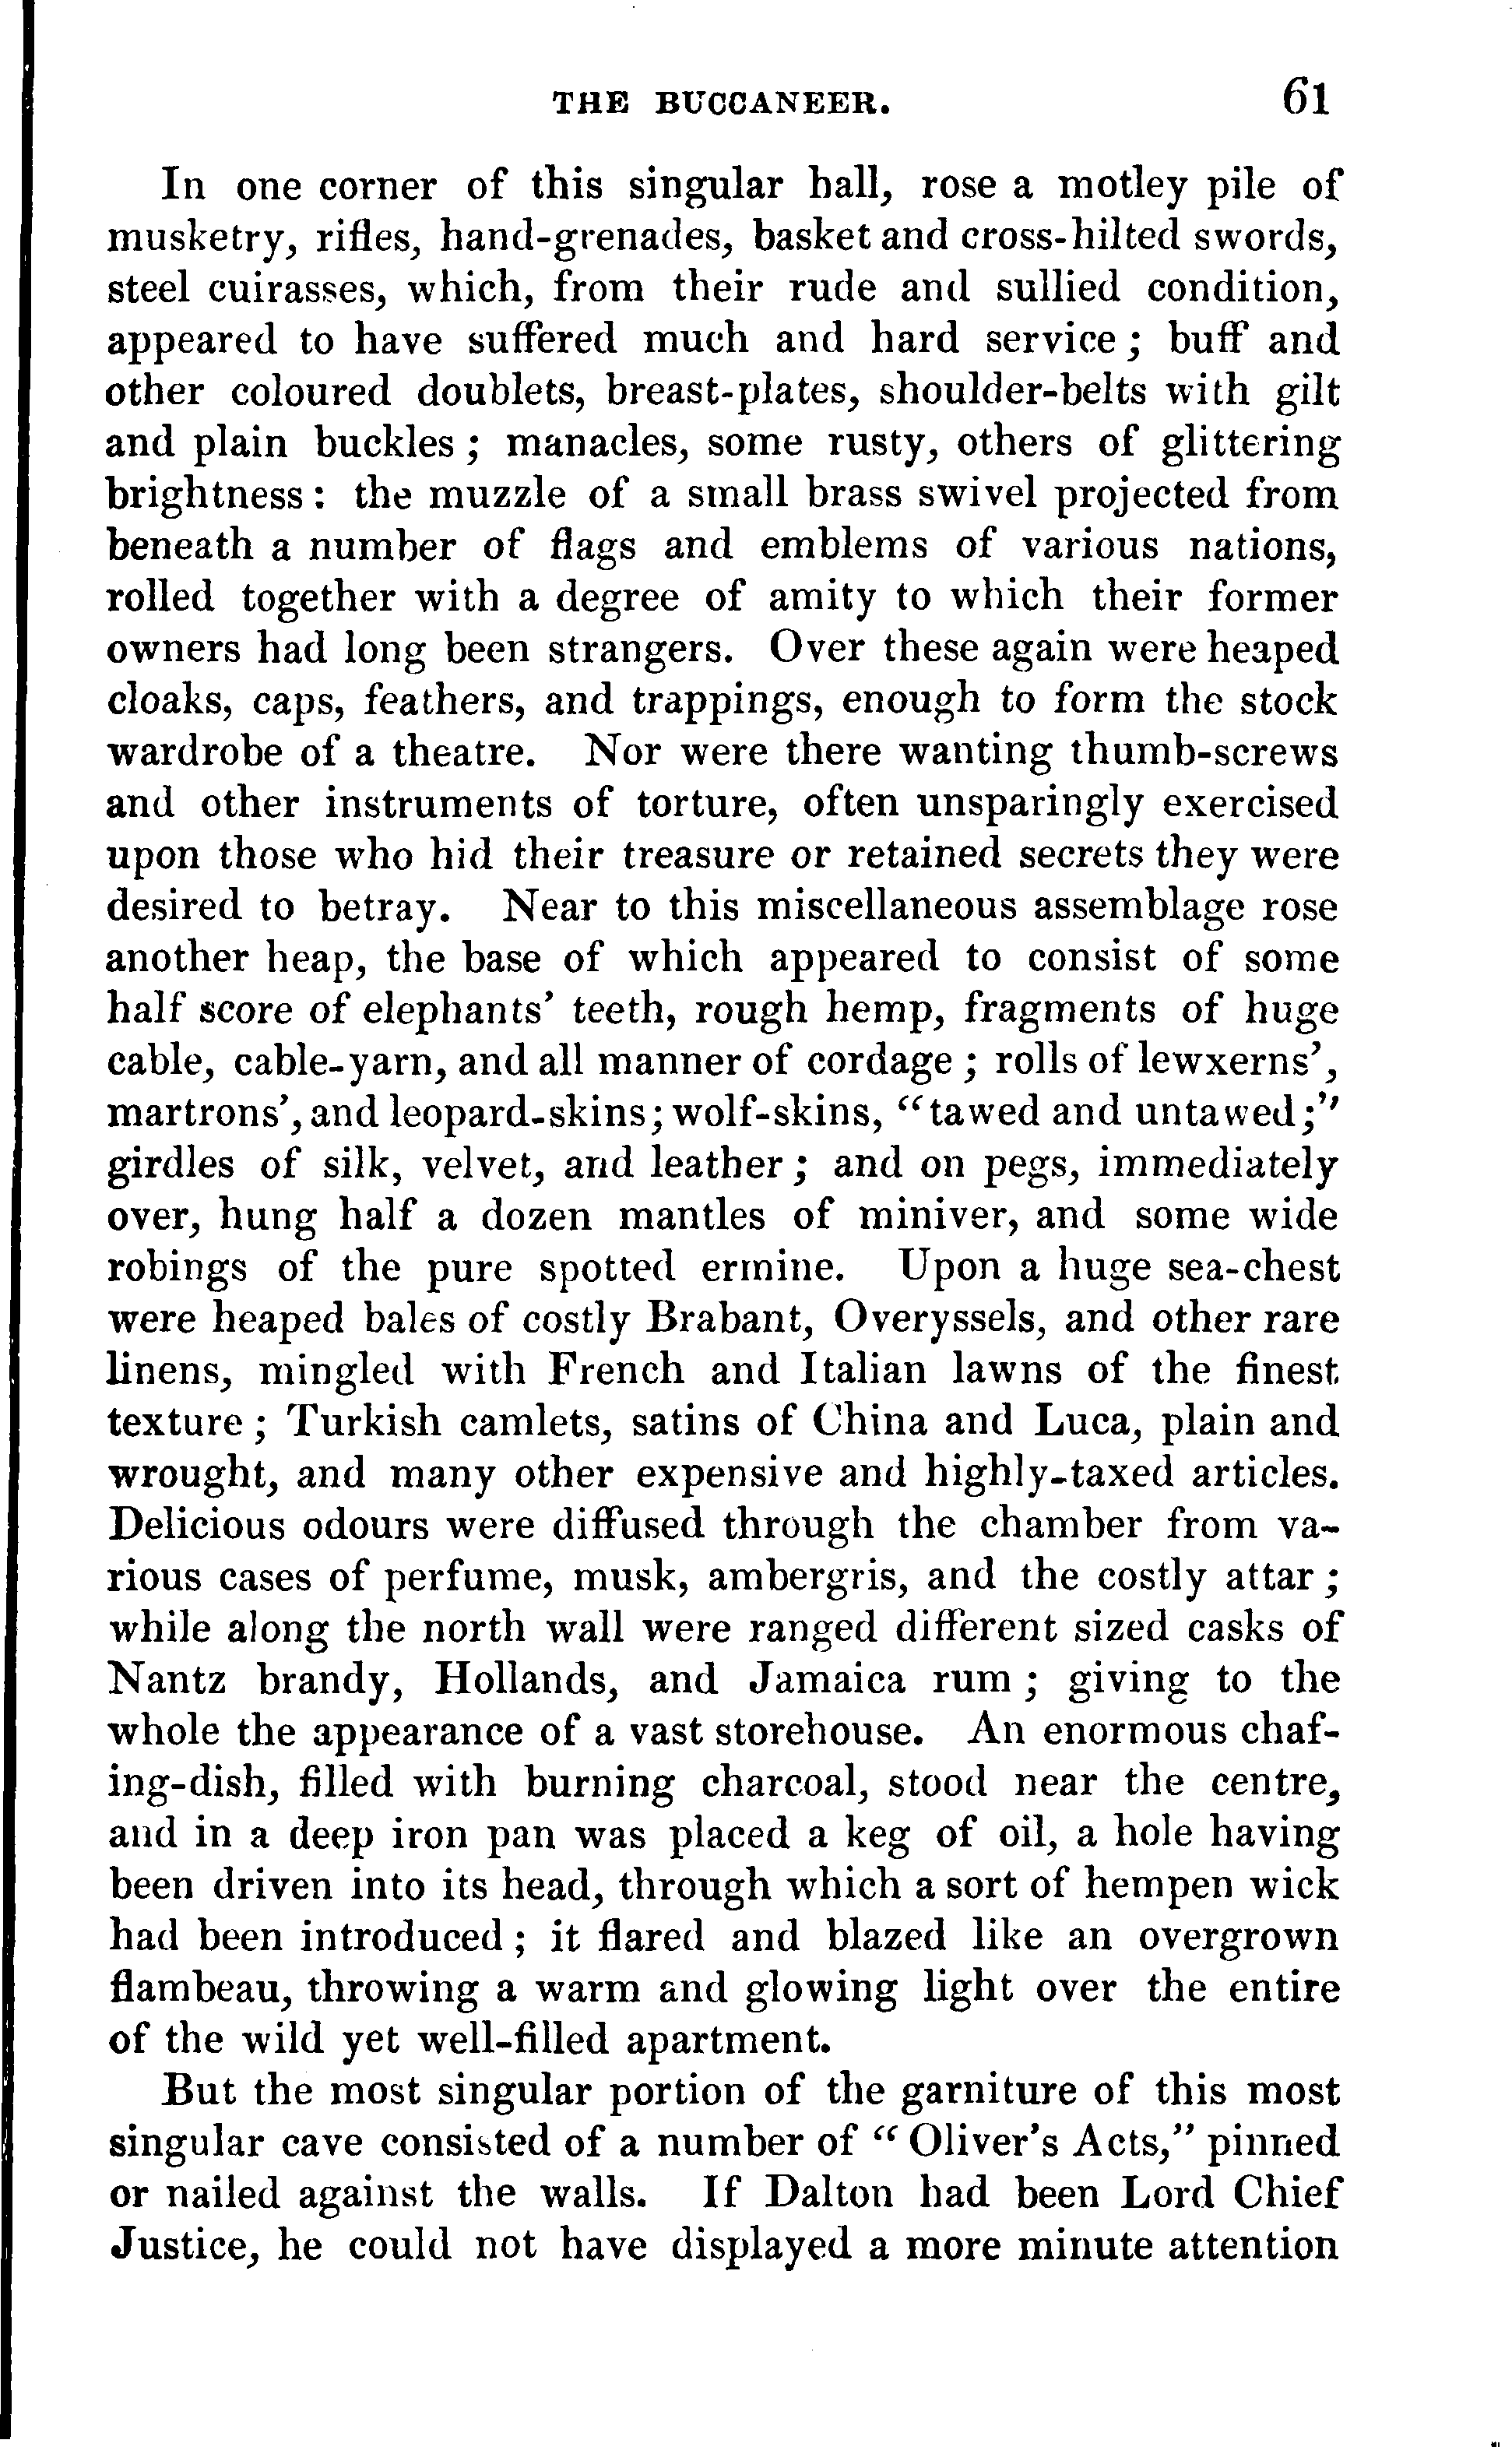 THE BUCCANEER. 61
In one corner of this singular hall, rose a motley pile of
musketry, rifles, hand-grenades, basket and cross-hilted swords,
steel cuirasses, which, from their rude and sullied condition,
appeared to have suffered much and hard service; buff and
other coloured doublets, breast-plates, shoulder-belts with gilt
and plain buckles; manacles, some rusty, others of glittering
brightness: the muzzle of a small brass swivel projected from
beneath a number of flags and emblems of various nations,
rolled together with a degree of amity to which their former
owners had long been strangers. Over these again were heaped
cloaks, caps, feathers, and trappings, enough to form the stock
wardrobe of a theatre. Nor were there wanting thumb-screws
and other instruments of torture, often unsparingly exercised
upon those who hid their treasure or retained secrets they were
desired to betray. Near to this miscellaneous assemblage rose
another heap, the base of which appeared to consist of some
half score of elephants' teeth, rough hemp, fragments of huge
cable, cable-yarn, and all manner of cordage; rolls of lewxerns',
martrons', and leopard-skins; wolf-skins, "tawed and untawed;"
girdles of silk, velvet, and leather; and on pegs, immediately
over, hung half a dozen mantles of miniver, and some wide
robings of the pure spotted ermine. Upon a huge sea-chest
were heaped bales of costly Brabant, Overyssels, and other rare
linens, mingled with French and Italian lawns of the finest
texture; Turkish camlets, satins of China and Luca, plain and
wrought, and many other expensive and highly-taxed articles.
Delicious odours were diffused through the chamber from va-
rious cases of perfume, musk, ambergris, and the costly attar;
while along the north wall were ranged different sized casks of
Nantz brandy, Hollands, and Jamaica rum; giving to the
whole the appearance of a vast storehouse. An enormous chaf-
ing-dish, filled with burning charcoal, stood near the centre,
and in a deep iron pan was placed a keg of oil, a hole having
been driven into its head, through which a sort of hempen wick
had been introduced; it flared and blazed like an overgrown
flambeau, throwing a warm and glowing light over the entire
of the wild yet well-filled apartment.
But the most singular portion of the garniture of this most
singular cave consisted of a number of "Oliver's Acts," pinned
or nailed against the walls. If Dalton had been Lord Chief
Justice, he could not have displayed a more minute attention